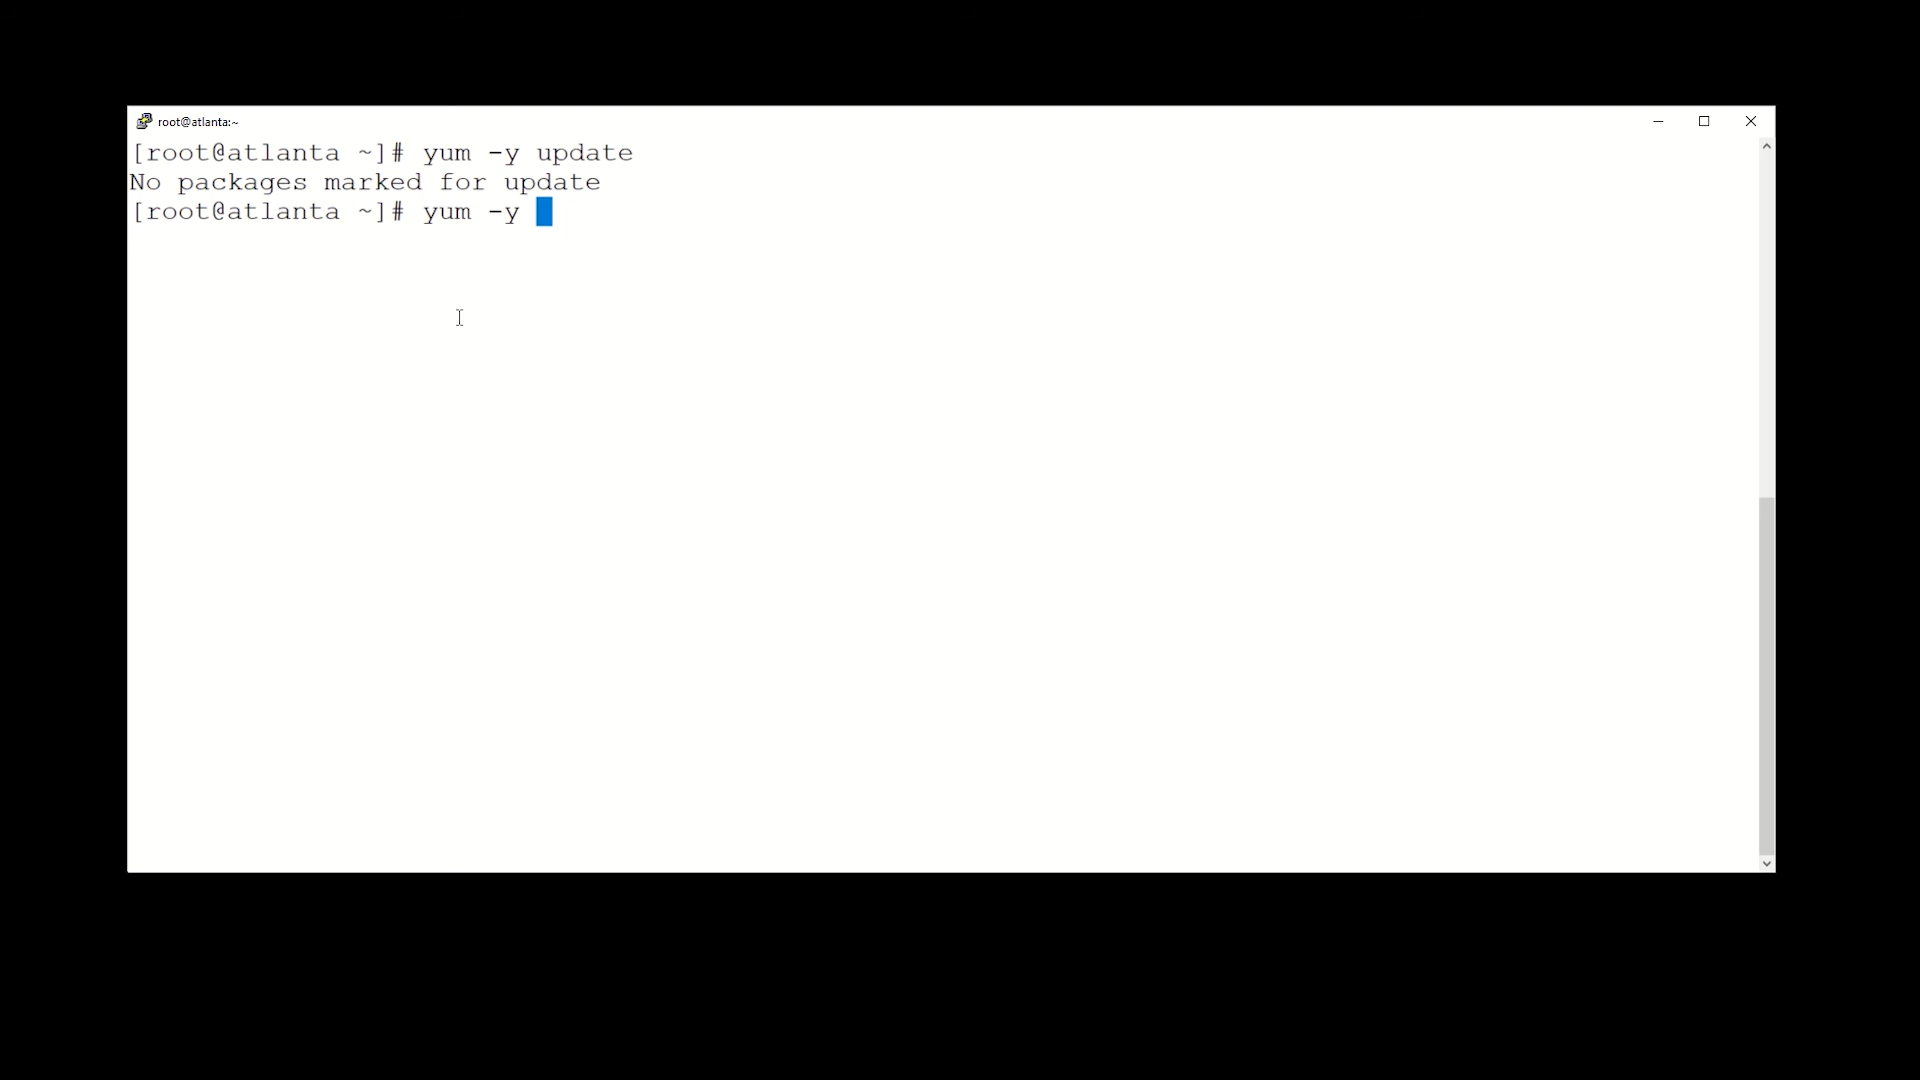 root@atlanta:~
[root@atlanta ~]# yum -y update
No packages marked for update
[root@atlanta ~]# yum -y